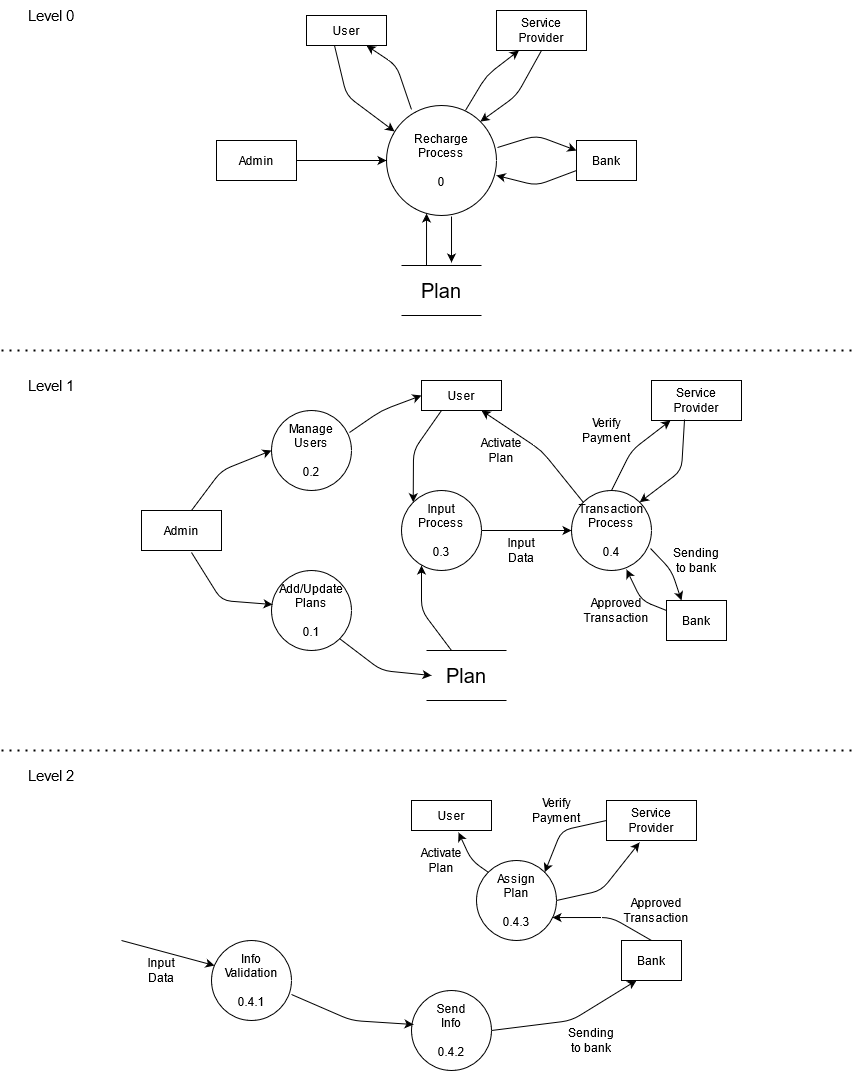 Level 0
User
Service
Provider
Recharge
Process
0
Admin
Bank
Plan
Level 1
User
Service
Provider
Manage
Users
0.2
Verify
Payment
Activate
Plan
Admin
Input
Process
0.3
Input
Data
Transaction
Process
0.4
Sending
to bank
Add/Update
Plans
0.1
Approved
Transaction
Bank
Plan
Level 2
User
Verify
Payment
Service
Provider
Activate
Plan
Assign
Plan
0.4.3
Approved
Transaction
Input
Data
Info
Validation
0.4.1
Bank
Send
Info
0.4.2
Sending
to bank